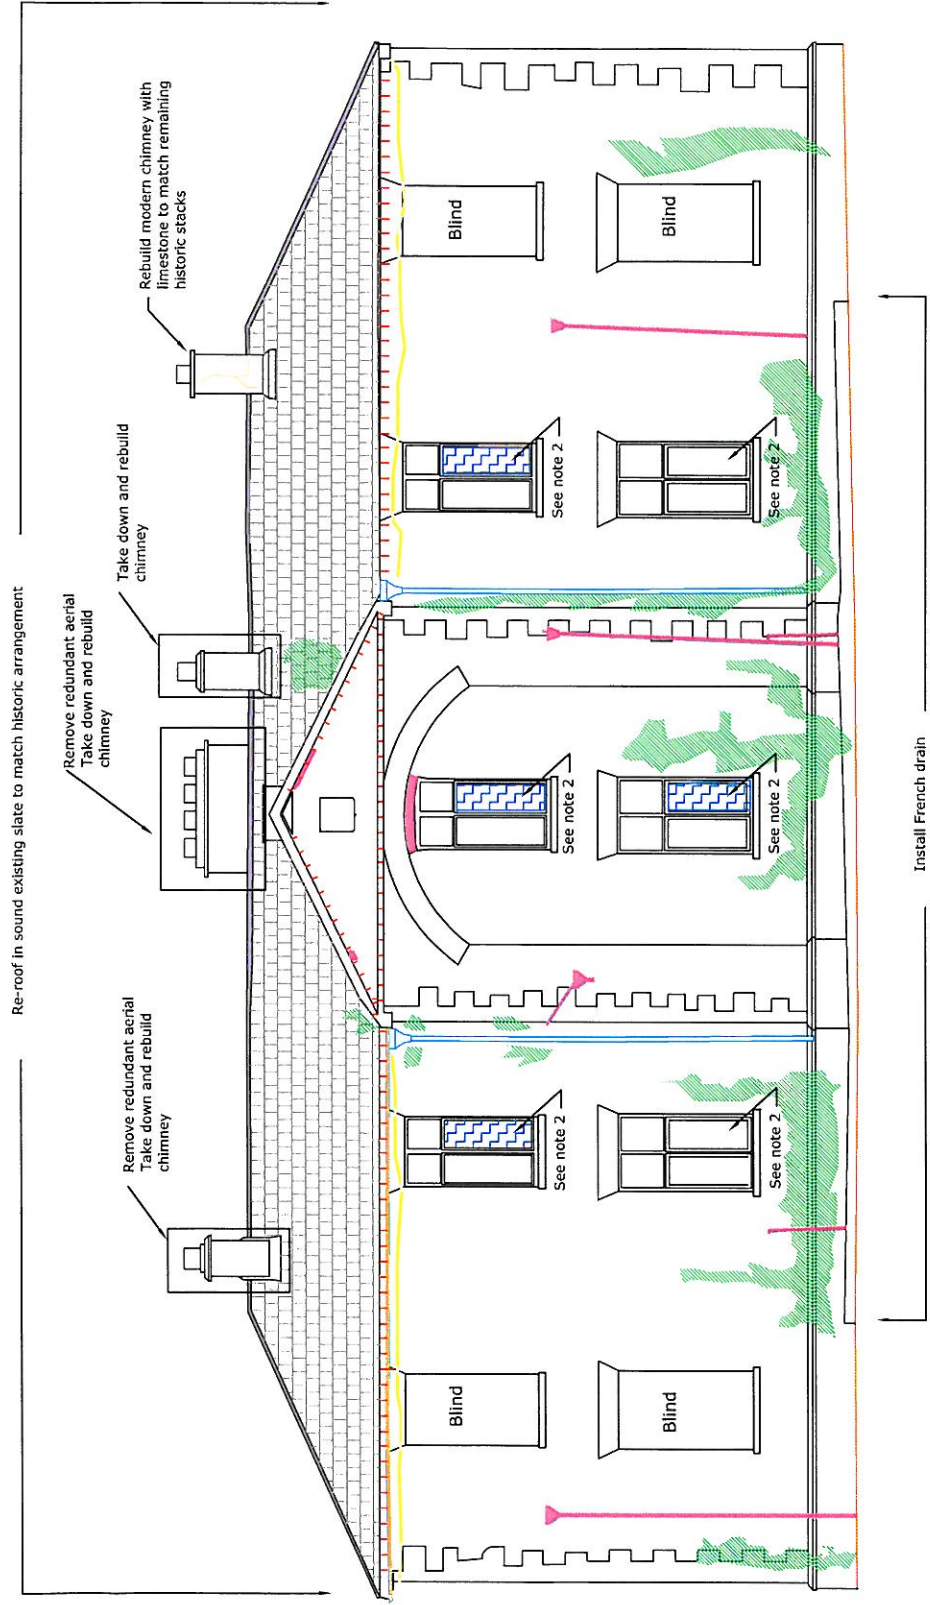 Re-roof in sound existing slate to match historic arrangement
Remove redundant aerial
Take down and rebuild
chimney
Remove redundant aerial
Take down and rebuild
chimney
Take down and rebuild
chimney
Rebuild modern chimney with
limestone to match remaining
historic stacks
Blind
See note 2
See note 2
See note 2
Blind
Blind
See note 2
See note 2
See note 2
Blind
Install French drain